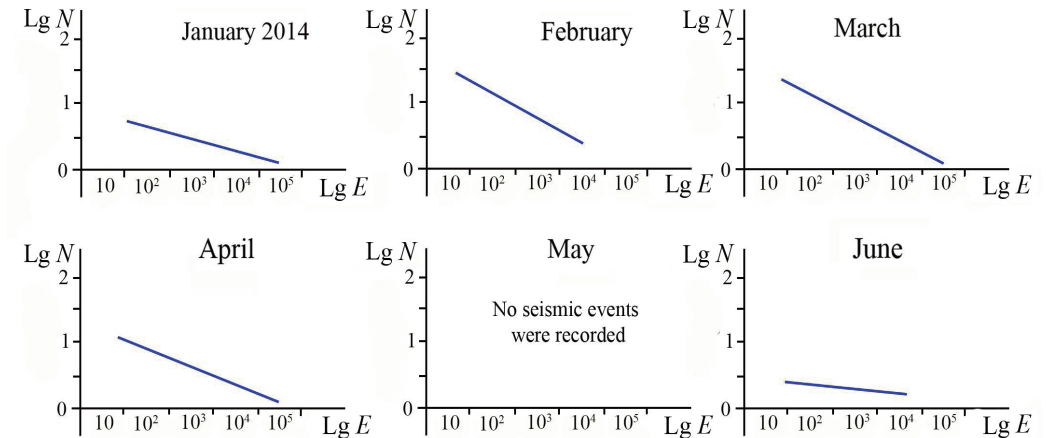 Lg N
2
1
0
January 2014
10 10² 10³ 10⁴ 10⁵ Lg E
Lg N
2
1
0
February
10 10² 10³ 10⁴ 10⁵ Lg E
Lg N
2
1
0
March
10 10² 10³ 10⁴ 10⁵ Lg E
Lg N
2
1
0
April
10 10² 10³ 10⁴ 10⁵ Lg E
Lg N
2
1
0
May
No seismic events
were recorded
10 10² 10³ 10⁴ 10⁵ Lg E
Lg N
2
1
0
June
10 10² 10³ 10⁴ 10⁵ Lg E